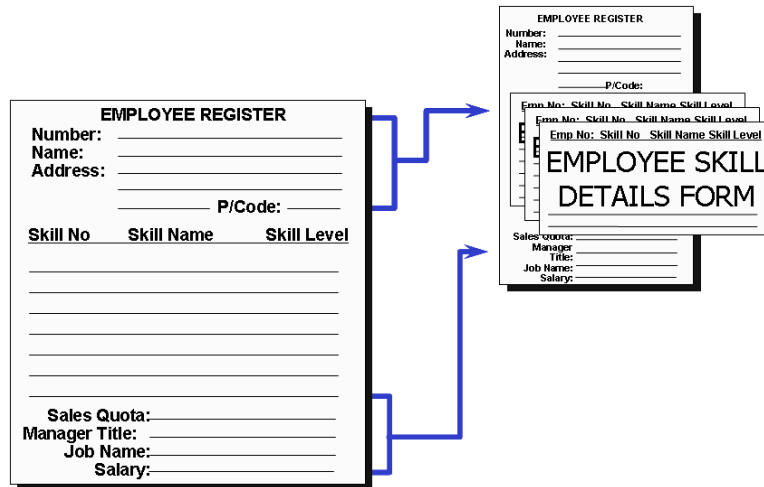 EMPLOYEE REGISTER
Number:
Name:
Address:
P/Code:
Skill No Skill Name Skill Level
Sales Quota:
Manager Title:
Job Name:
Salary:
EMPLOYEE REGISTER
Number:
Name:
Address:
P/Code:
Emp No: Skill No Skill Name Skill Level
Emp No: Skill No Skill Name Skill Level
Emp No: Skill No Skill Name Skill Level
EMPLOYEE SKILL
DETAILS FORM
Sales Quota:
Manager
Title:
Job Name:
Salary: